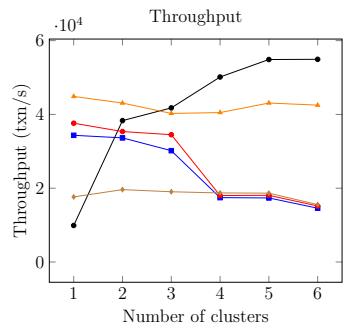 Throughput
·10⁴
6
4
2
0
Throughput (txn/s)
1 2 3 4 5 6
Number of clusters